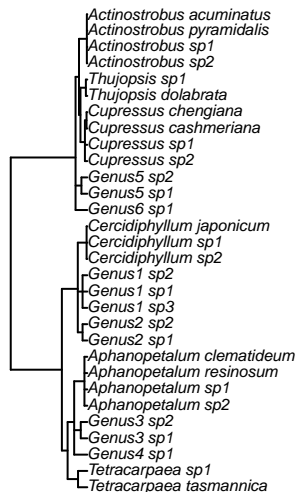 Actinostrobus acuminatus
Actinostrobus pyramidalis
Actinostrobus sp1
Actinostrobus sp2
Thujopsis sp1
Thujopsis dolabrata
Cupressus chengiana
Cupressus cashmeriana
Cupressus sp1
Cupressus sp2
Genus5 sp2
Genus5 sp1
Genus6 sp1
Cercidiphyllum japonicum
Cercidiphyllum sp1
Cercidiphyllum sp2
Genus1 sp2
Genus1 sp1
Genus1 sp3
Genus2 sp2
Genus2 sp1
Aphanopetalum clematideum
Aphanopetalum resinosum
Aphanopetalum sp1
Aphanopetalum sp2
Genus3 sp2
Genus3 sp1
Genus4 sp1
Tetracarpaea sp1
Tetracarpaea tasmannica